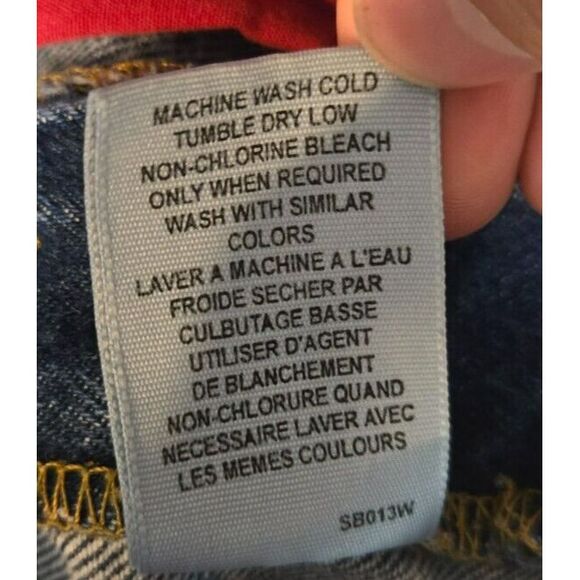 MACHINE WASH COLD
TUMBLE DRY LOW
NON-CHLORINE BLEACH
ONLY WHEN REQUIRED
WASH WITH SIMILAR
COLORS
LAVER A MACHINE A L'EAU
FROIDE SECHER PAR
CULBUTAGE BASSE
UTILISER D'AGENT
DE BLANCHEMENT
NON-CHLORURE QUAND
NECESSAIRE LAVER AVEC
LES MEMES COULOURS
SB013W